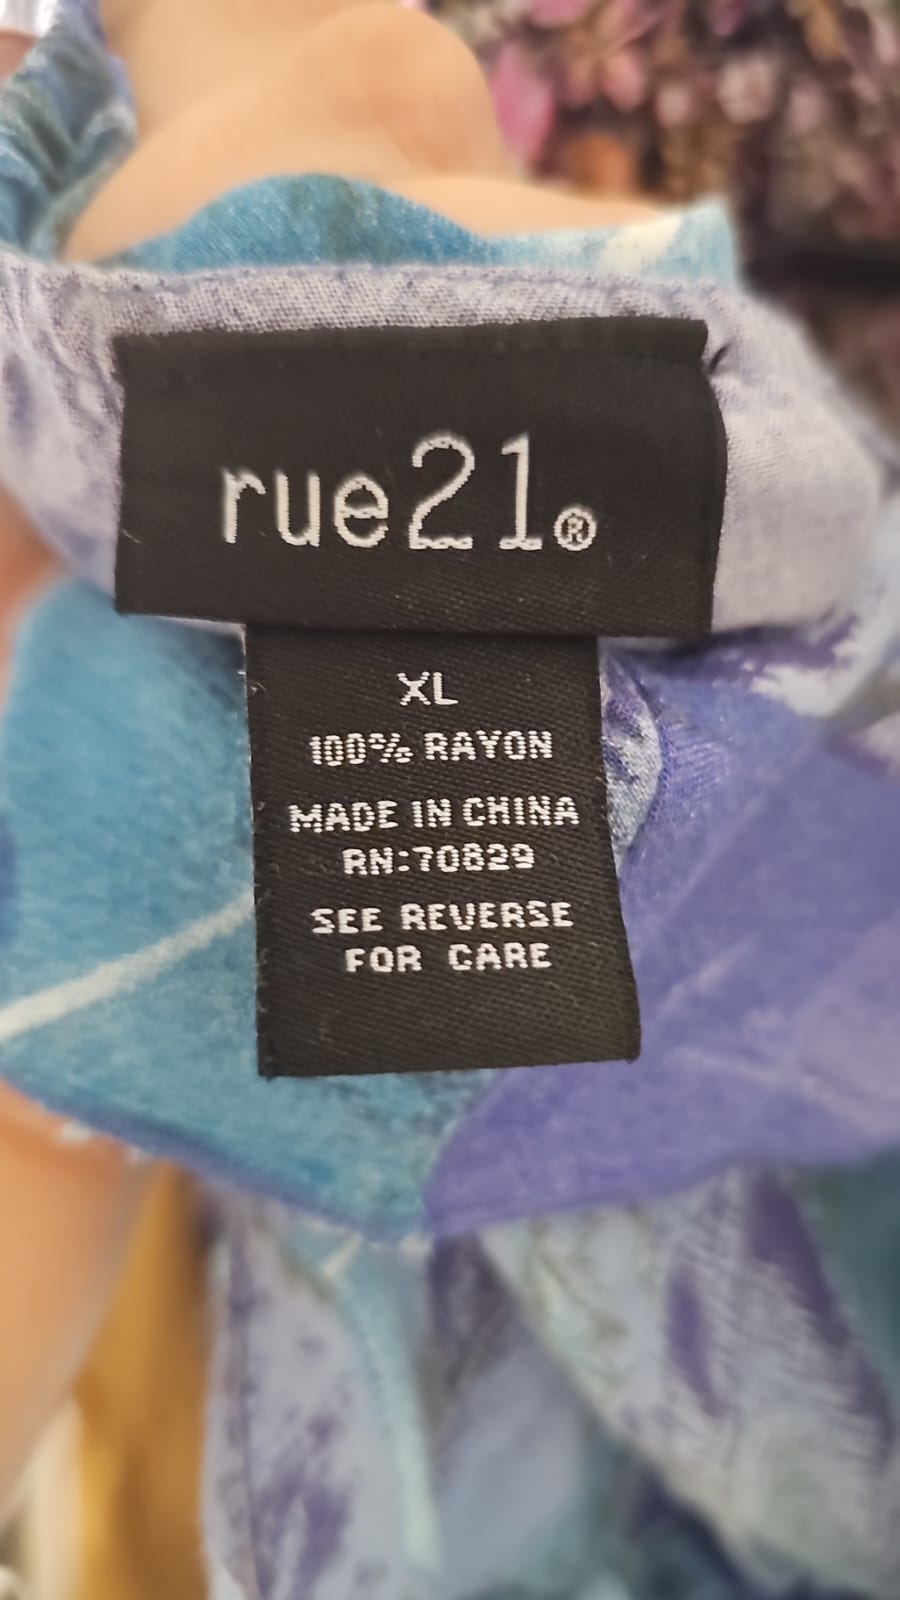 rue21®
XL
100% RAYON
MADE IN CHINA
RN:70829
SEE REVERSE
FOR CARE